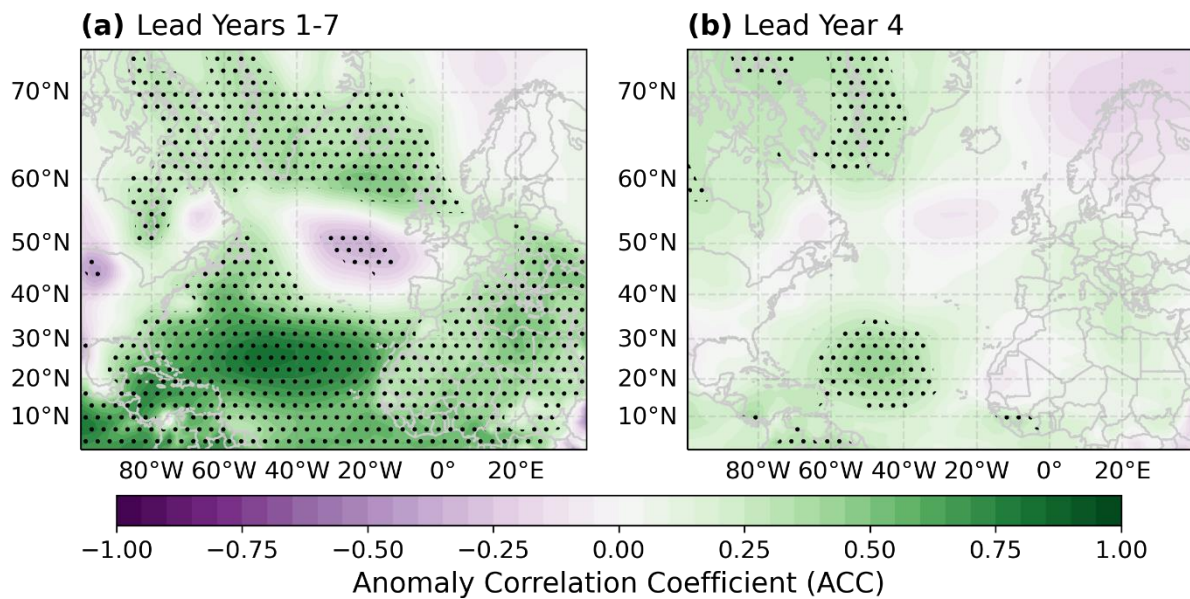 (a) Lead Years 1-7
(b) Lead Year 4
70°N
60°N
50°N
40°N
30°N
20°N
10°N
80°W 60°W 40°W 20°W 0° 20°E
70°N
60°N
50°N
40°N
30°N
20°N
10°N
80°W 60°W 40°W 20°W 0° 20°E
−1.00 −0.75 −0.50 −0.25 0.00 0.25 0.50 0.75 1.00
Anomaly Correlation Coefficient (ACC)